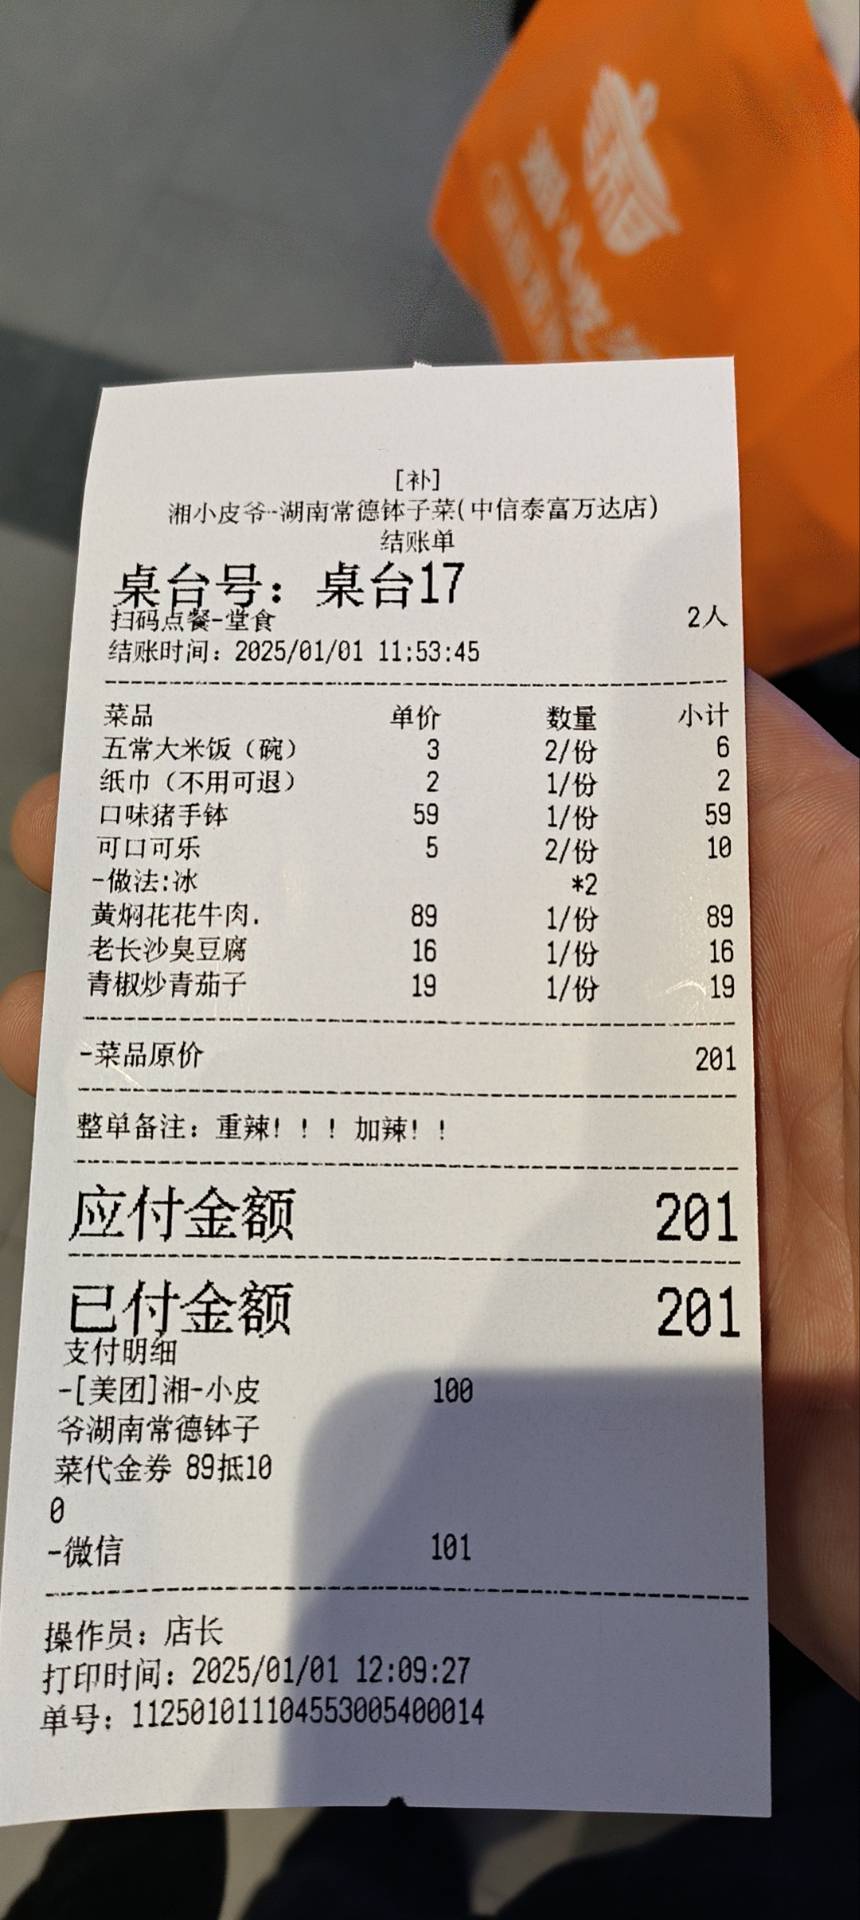 [补]
湘小皮爷-湖南常德钵子菜(中信泰富万达店)
结账单
桌台号：桌台17
扫码点餐-堂食 2人
结账时间：2025/01/01 11:53:45
菜品 单价 数量 小计
五常大米饭（碗） 3 2/份 6
纸巾（不用可退） 2 1/份 2
口味猪手钵 59 1/份 59
可口可乐 5 2/份 10
-做法:冰 *2
黄焖花花牛肉. 89 1/份 89
老长沙臭豆腐 16 1/份 16
青椒炒青茄子 19 1/份 19
-菜品原价 201
整单备注：重辣！！！加辣！！
应付金额 201
已付金额 201
支付明细
-[美团]湘-小皮 100
爷湖南常德钵子
菜代金券 89抵10
0
-微信 101
操作员：店长
打印时间：2025/01/01 12:09:27
单号：112501011104553005400014